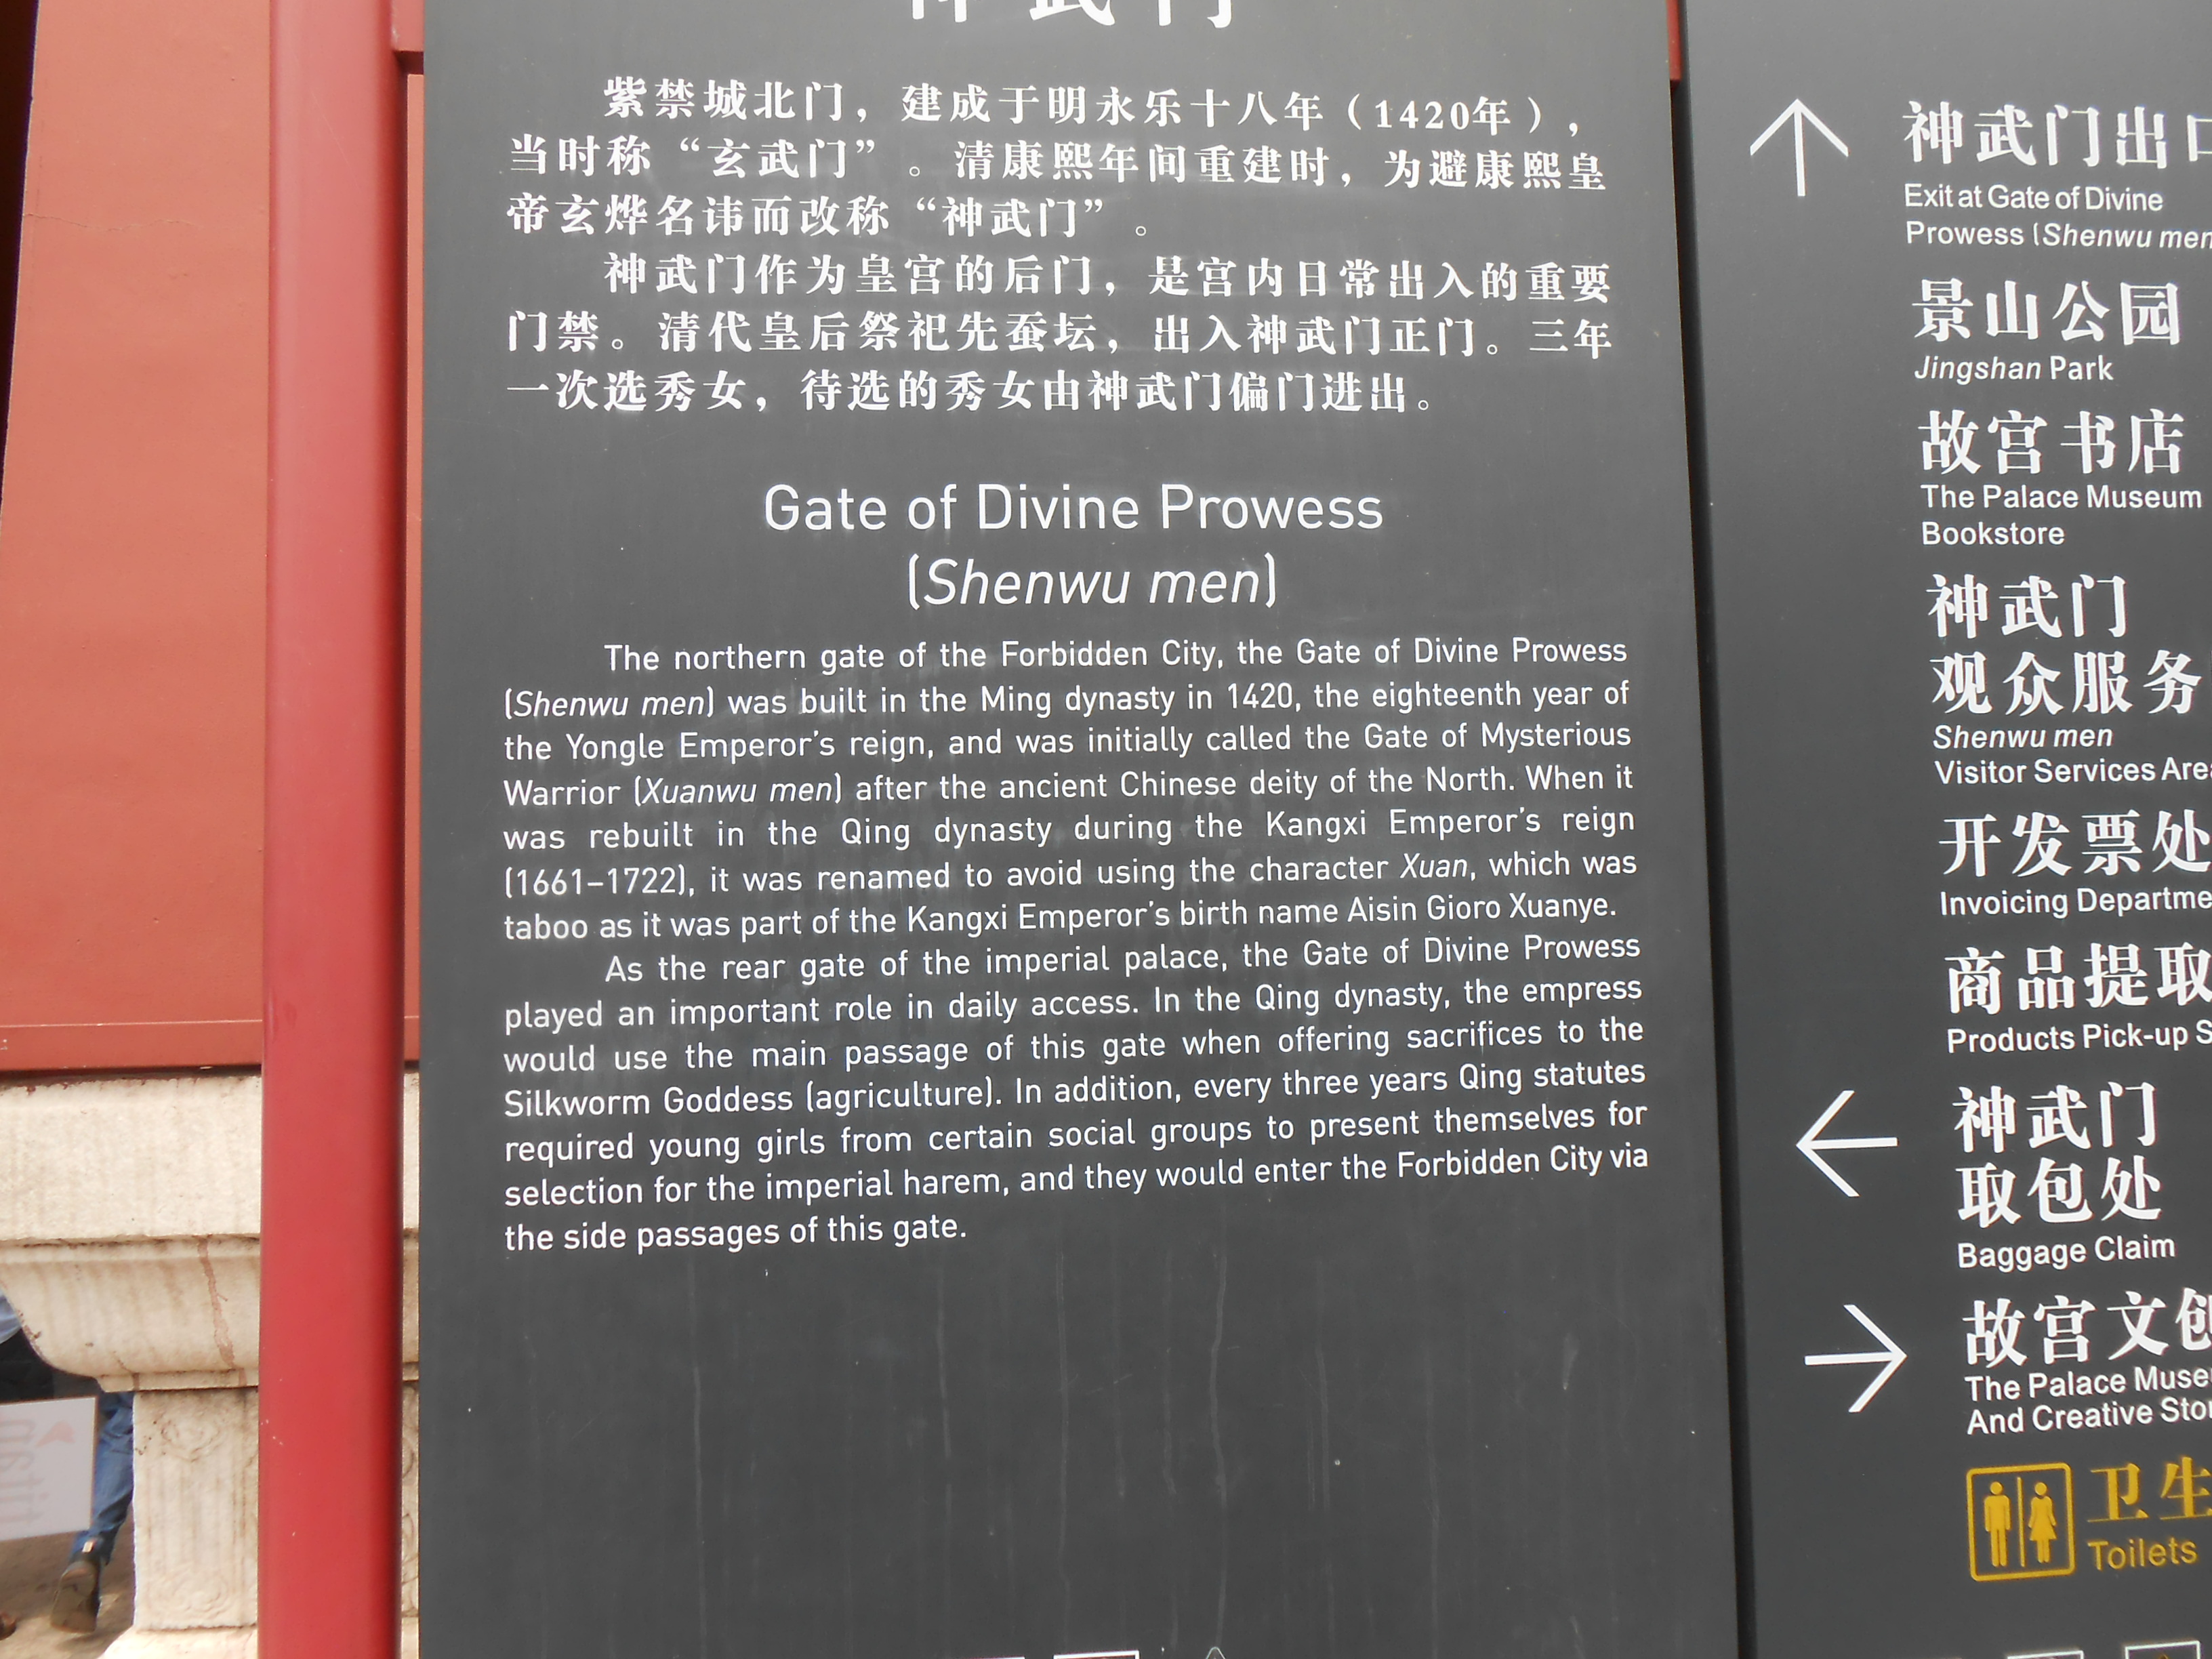 神武门
紫禁城北门，建成于明永乐十八年（1420年），
当时称“玄武门”。清康熙年间重建时，为避康熙皇
帝玄烨名讳而改称“神武门”。
神武门作为皇宫的后门，是宫内日常出入的重要
门禁。清代皇后祭祀先蚕坛，出入神武门正门。三年
一次选秀女，待选的秀女由神武门偏门进出。
Gate of Divine Prowess
(Shenwu men)
The northern gate of the Forbidden City, the Gate of Divine Prowess
(Shenwu men) was built in the Ming dynasty in 1420, the eighteenth year of
the Yongle Emperor's reign, and was initially called the Gate of Mysterious
Warrior (Xuanwu men) after the ancient Chinese deity of the North. When it
was rebuilt in the Qing dynasty during the Kangxi Emperor's reign
(1661–1722), it was renamed to avoid using the character Xuan, which was
taboo as it was part of the Kangxi Emperor's birth name Aisin Gioro Xuanye.
As the rear gate of the imperial palace, the Gate of Divine Prowess
played an important role in daily access. In the Qing dynasty, the empress
would use the main passage of this gate when offering sacrifices to the
Silkworm Goddess (agriculture). In addition, every three years Qing statutes
required young girls from certain social groups to present themselves for
selection for the imperial harem, and they would enter the Forbidden City via
the side passages of this gate.
神武门出口
Exit at Gate of Divine
Prowess (Shenwu men
景山公园
Jingshan Park
故宫书店
The Palace Museum
Bookstore
神武门
观众服务
Shenwu men
Visitor Services Area
开发票处
Invoicing Departme
商品提取
Products Pick-up S
神武门
取包处
Baggage Claim
故宫文创
The Palace Muse
And Creative Sto
卫生
Toilets